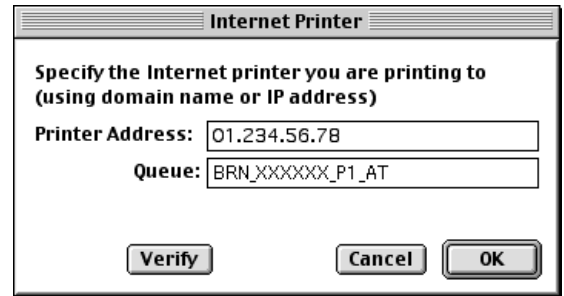 Internet Printer
Specify the Internet printer you are printing to
(using domain name or IP address)
Printer Address: 01.234.56.78
Queue: BRN_XXXXXX_P1_AT
Verify Cancel OK